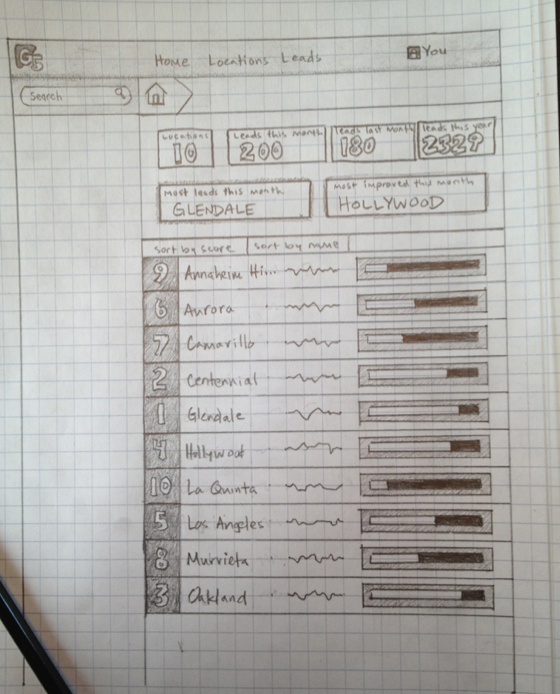 G5
Home Locations Leads
You
Search
Locations
10
Leads this month
200
leads last month
180
leads this year
2329
most leads this month
GLENDALE
most improved this month
HOLLYWOOD
sort by score sort by name
9 Annaheim Hi...
6 Aurora
7 Camarillo
2 Centennial
1 Glendale
4 Hollywood
10 La Quinta
5 Los Angeles
8 Murrieta
3 Oakland